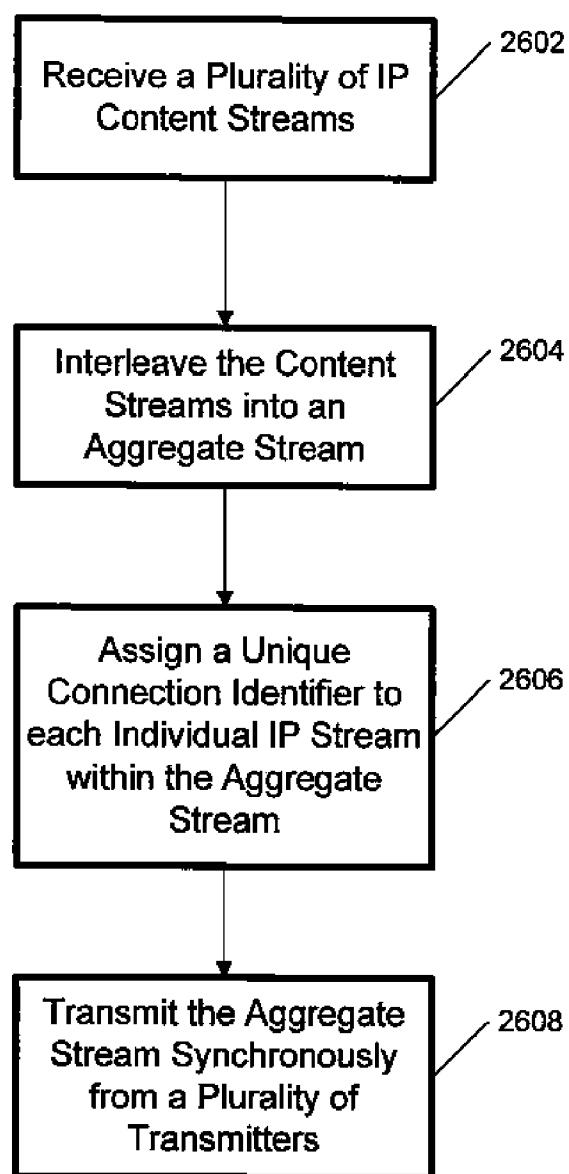 Receive a Plurality of IP
Content Streams
2602
Interleave the Content
Streams into an
Aggregate Stream
2604
Assign a Unique
Connection Identifier to
each Individual IP Stream
within the Aggregate
Stream
2606
Transmit the Aggregate
Stream Synchronously
from a Plurality of
Transmitters
2608